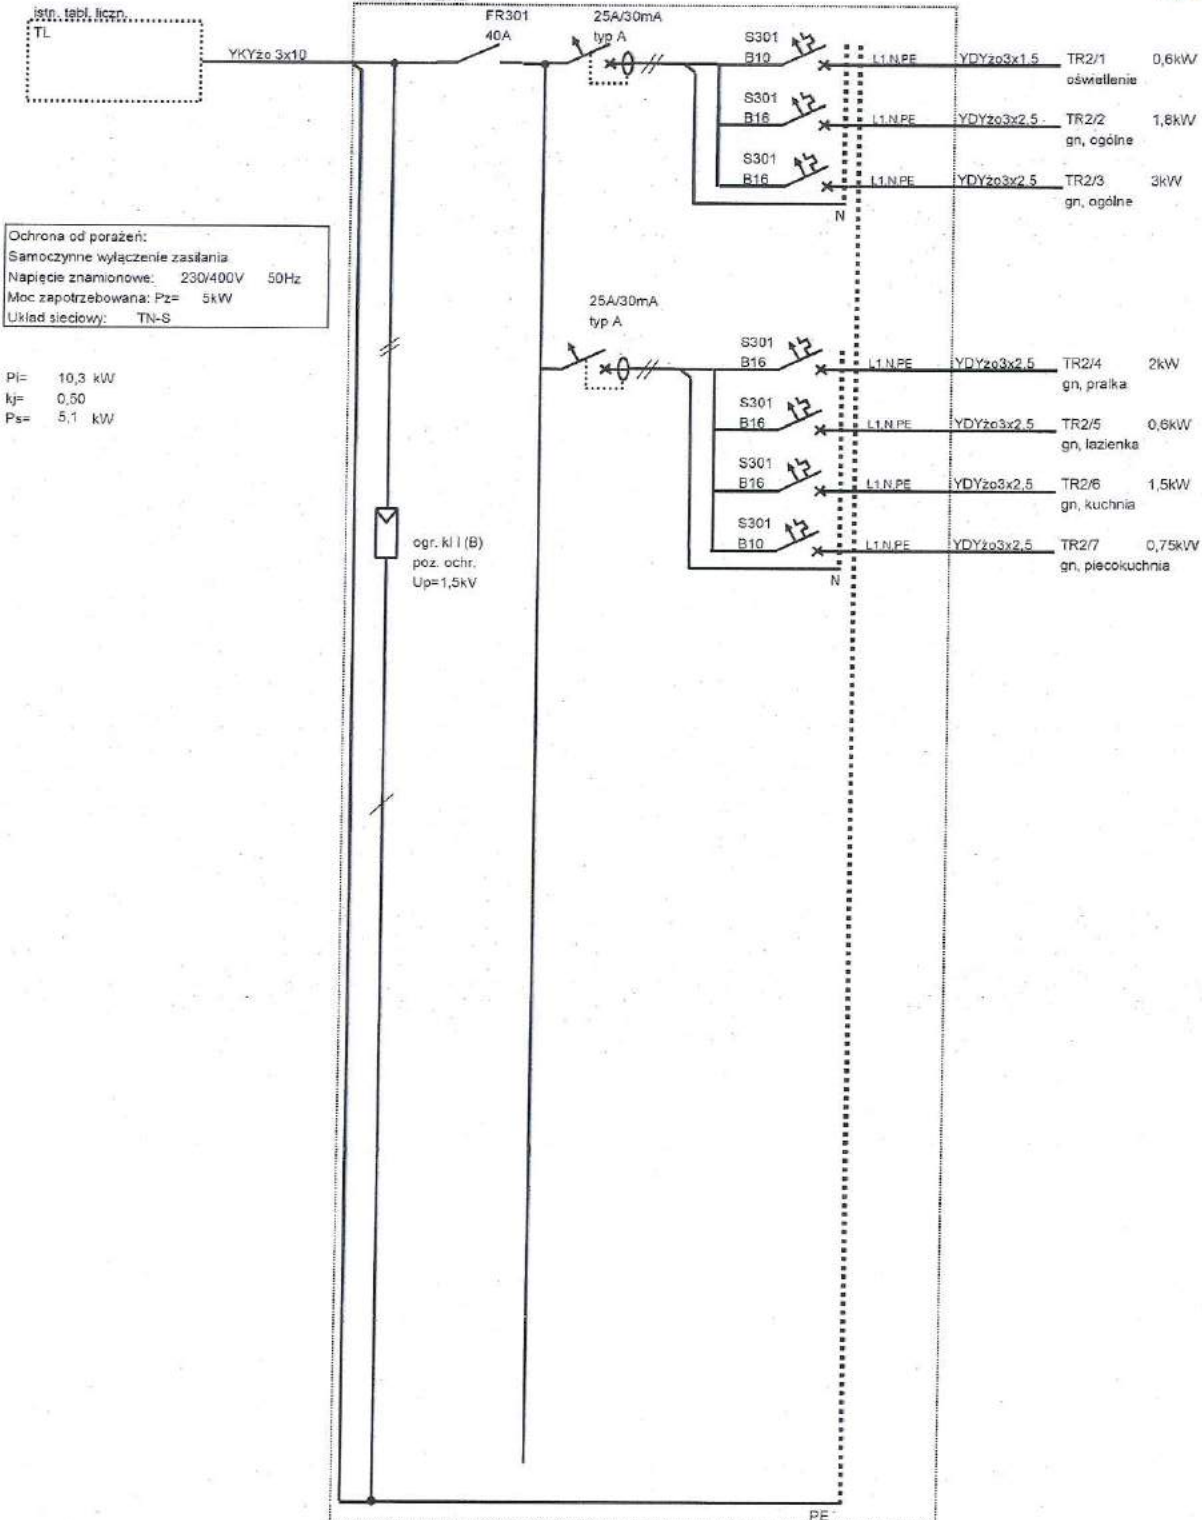 istn. tabl. liczn.
TL
YKYżo 3x10
FR301
40A
25A/30mA
typ A
S301
B10
L1.N.PE
YDYżo3x1.5
TR2/1
0,6kW
oświetlenie
S301
B16
L1.N.PE
YDYżo3x2.5
TR2/2
1,8kW
gn, ogólne
S301
B16
L1.N.PE
YDYżo3x2.5
TR2/3
3kW
gn, ogólne
N
Ochrona od porażeń:
Samoczynne wyłączenie zasilania
Napięcie znamionowe: 230/400V 50Hz
Moc zapotrzebowana: Pz= 5kW
Układ sieciowy: TN-S
Pi= 10,3 kW
kj= 0,50
Ps= 5,1 kW
25A/30mA
typ A
S301
B16
L1.N.PE
YDYżo3x2.5
TR2/4
2kW
gn, pralka
S301
B16
L1.N.PE
YDYżo3x2.5
TR2/5
0,6kW
gn, lazienka
S301
B16
L1.N.PE
YDYżo3x2,5
TR2/6
1,5kW
gn, kuchnia
S301
B10
L1.N.PE
YDYżo3x2,5
TR2/7
0,75kW
gn, piecokuchnia
N
ogr. kl I (B)
poz. ochr.
Up=1,5kV
PE